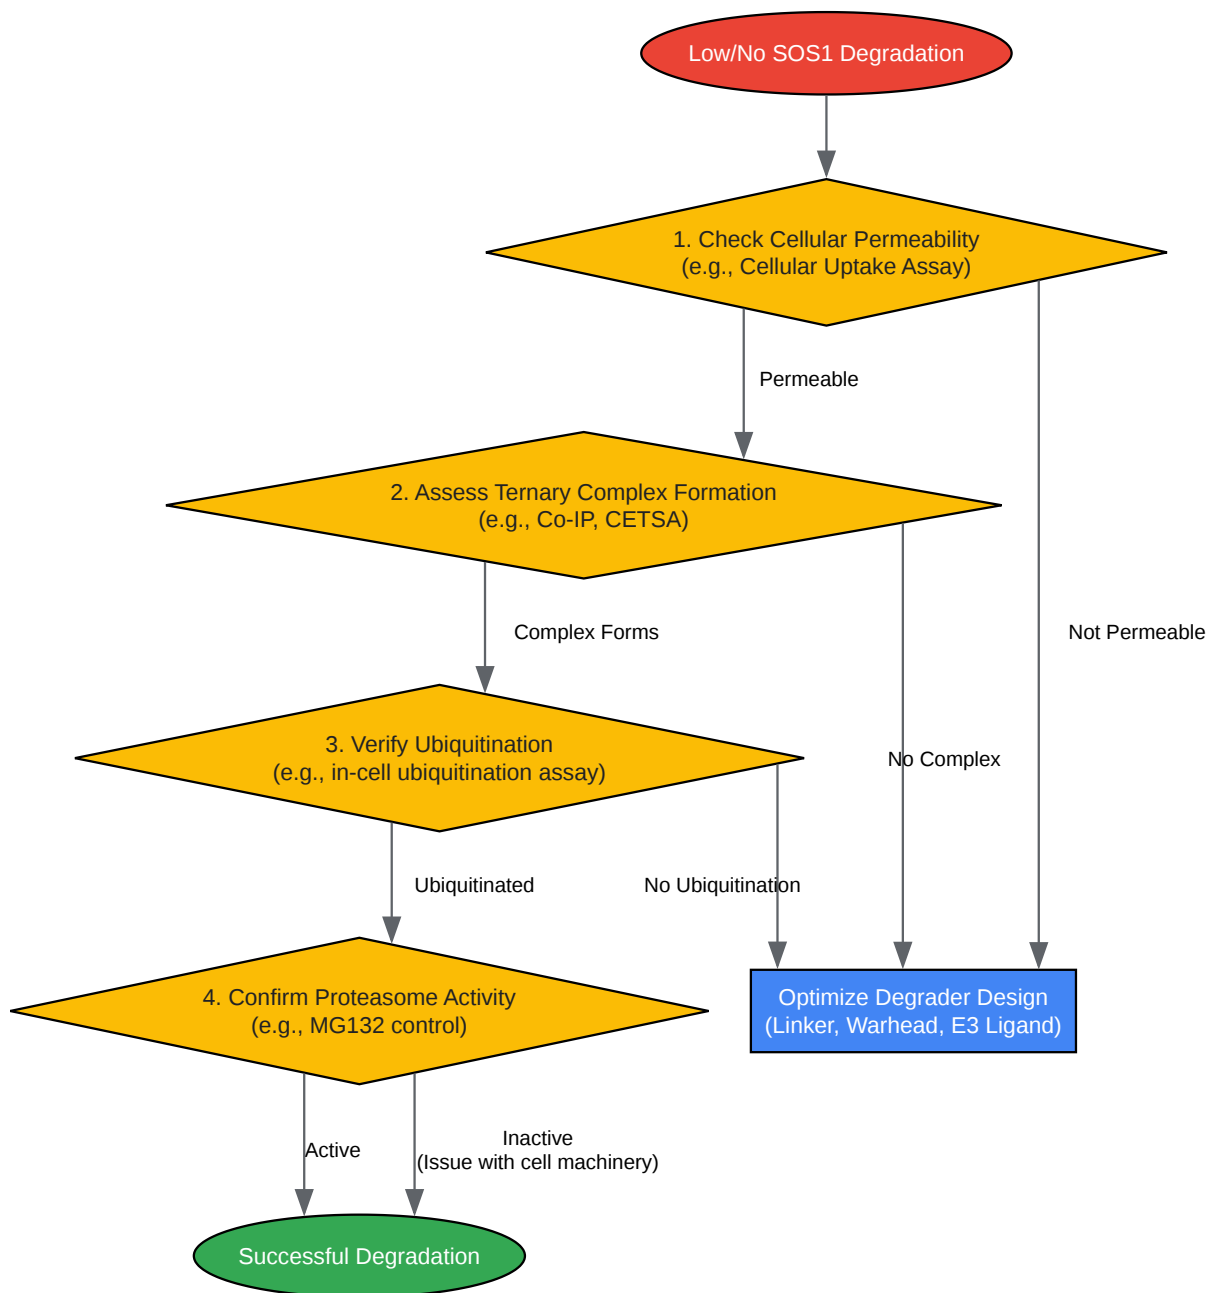 Low/No SOS1 Degradation
1. Check Cellular Permeability
(e.g., Cellular Uptake Assay)
Permeable
2. Assess Ternary Complex Formation
(e.g., Co-IP, CETSA)
Complex Forms
Not Permeable
3. Verify Ubiquitination
(e.g., in-cell ubiquitination assay)
No Complex
Ubiquitinated
No Ubiquitination
4. Confirm Proteasome Activity
(e.g., MG132 control)
Optimize Degrader Design
(Linker, Warhead, E3 Ligand)
Active
Inactive
(Issue with cell machinery)
Successful Degradation